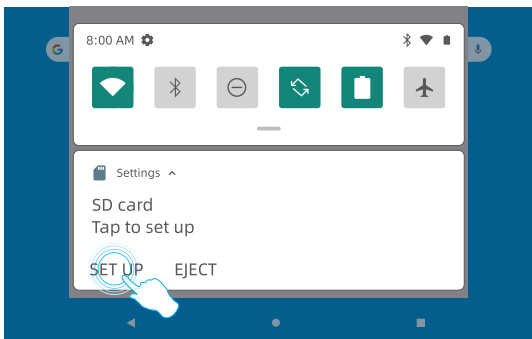 8:00 AM
Settings
SD card
Tap to set up
SET UP EJECT